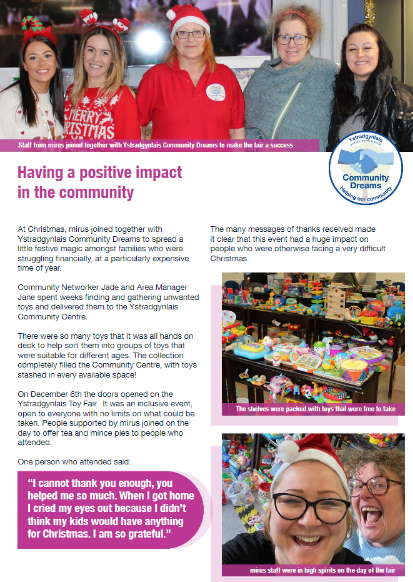 MERRY
CHRISTMAS
Staff from mirus joined together with Ystradgynlais Community Dreams to make the fair a success
Ystradgynlais
Community
Dreams
Helping our community
Having a positive impact
in the community
At Christmas, mirus joined together with
Ystradgynlais Community Dreams to spread a
little festive magic amongst families who were
struggling financially, at a particularly expensive
time of year.
Community Networker Jade and Area Manager
Jane spent weeks finding and gathering unwanted
toys and delivered them to the Ystradgynlais
Community Centre.
There were so many toys that it was all hands on
deck to help sort them into groups of toys that
were suitable for different ages. The collection
completely filled the Community Centre, with toys
stashed in every available space!
On December 6th the doors opened on the
Ystradgynlais Toy Fair.  It was an inclusive event,
open to everyone with no limits on what could be
taken. People supported by mirus joined on the
day to offer tea and mince pies to people who
attended.
One person who attended said:
“I cannot thank you enough, you
helped me so much. When I got home
I cried my eyes out because I didn’t
think my kids would have anything
for Christmas. I am so grateful.”
The many messages of thanks received made
it clear that this event had a huge impact on
people who were otherwise facing a very difficult
Christmas.
The shelves were packed with toys that were free to take
mirus staff were in high spirits on the day of the fair